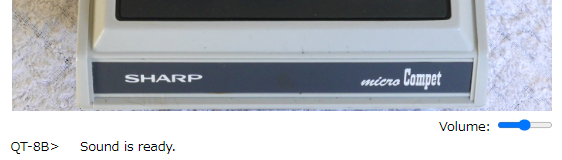 SHARP micro Compet
Volume:
QT-8B> Sound is ready.